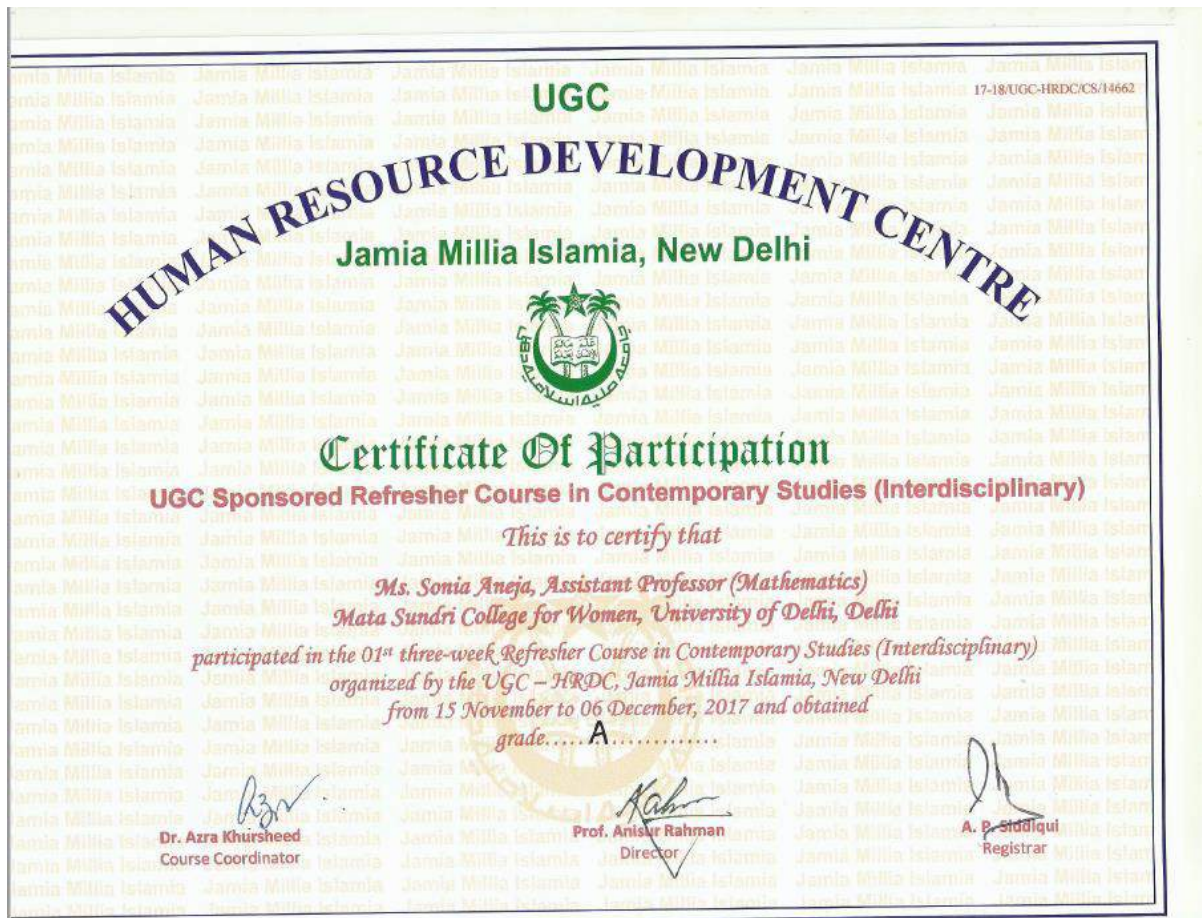 17-18/UGC-HRDC/CS/14662
UGC
HUMAN RESOURCE DEVELOPMENT CENTRE
Jamia Millia Islamia, New Delhi
جامعہ ملیہ اسلامیہ دہلی
Certificate Of Participation
UGC Sponsored Refresher Course in Contemporary Studies (Interdisciplinary)
This is to certify that
Ms. Sonia Aneja, Assistant Professor (Mathematics)
Mata Sundri College for Women, University of Delhi, Delhi
participated in the 01st three-week Refresher Course in Contemporary Studies (Interdisciplinary)
organized by the UGC – HRDC, Jamia Millia Islamia, New Delhi
from 15 November to 06 December, 2017 and obtained
grade.....A.............
Dr. Azra Khursheed
Course Coordinator
Prof. Anisur Rahman
Director
A. P. Siddiqui
Registrar